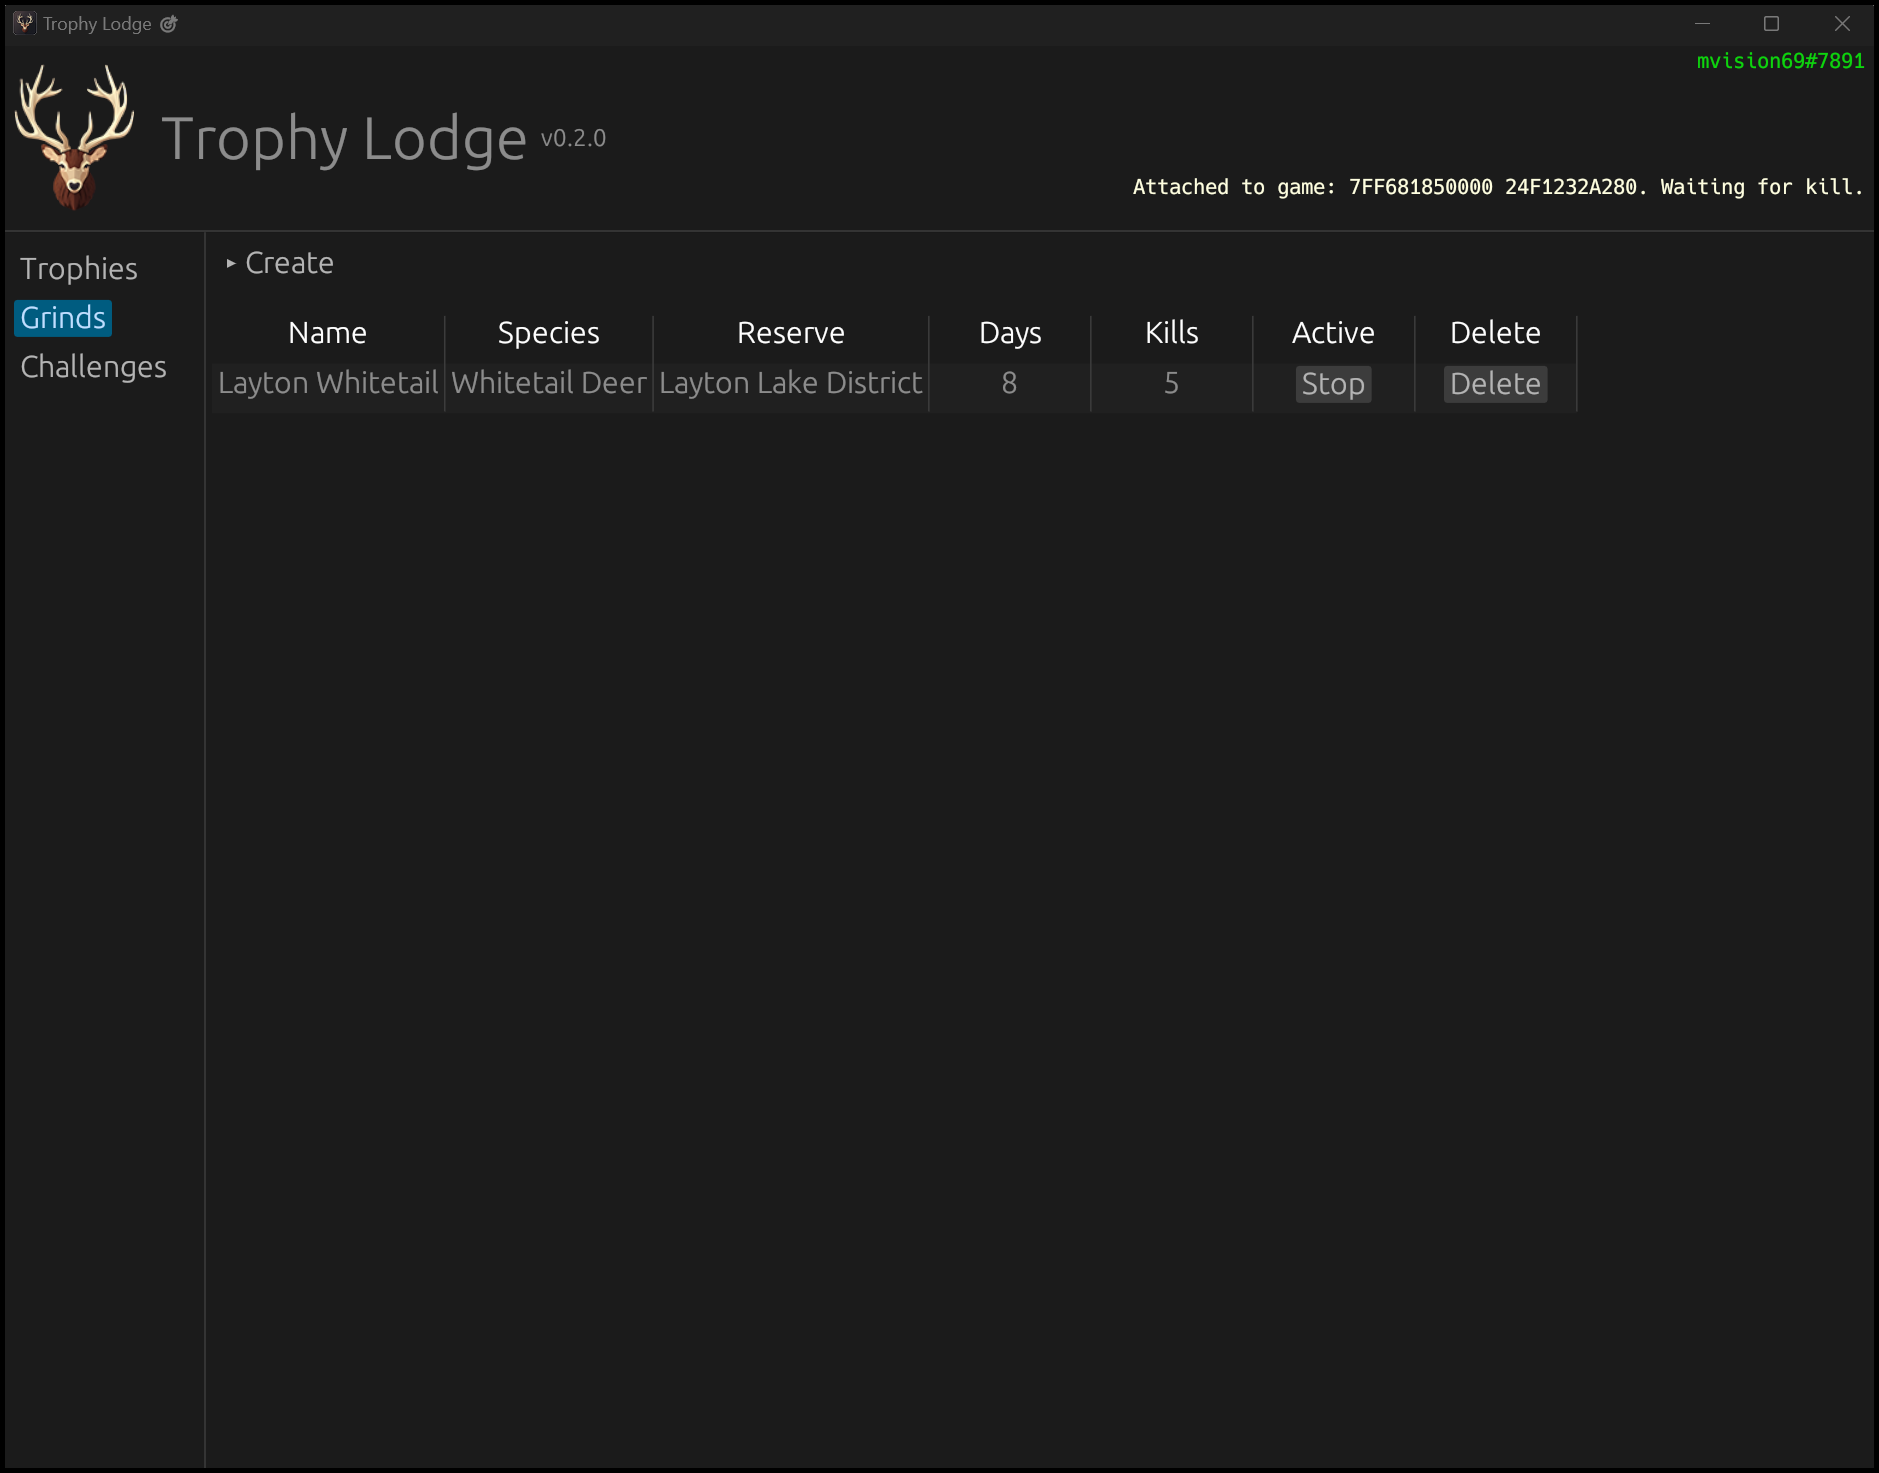 Trophy Lodge
mvision69#7891
Trophy Lodge v0.2.0
Attached to game: 7FF681850000 24F1232A280. Waiting for kill.
Trophies
Grinds
Challenges
▸ Create
Name Species Reserve Days Kills Active Delete
Layton Whitetail Whitetail Deer Layton Lake District 8 5 Stop Delete